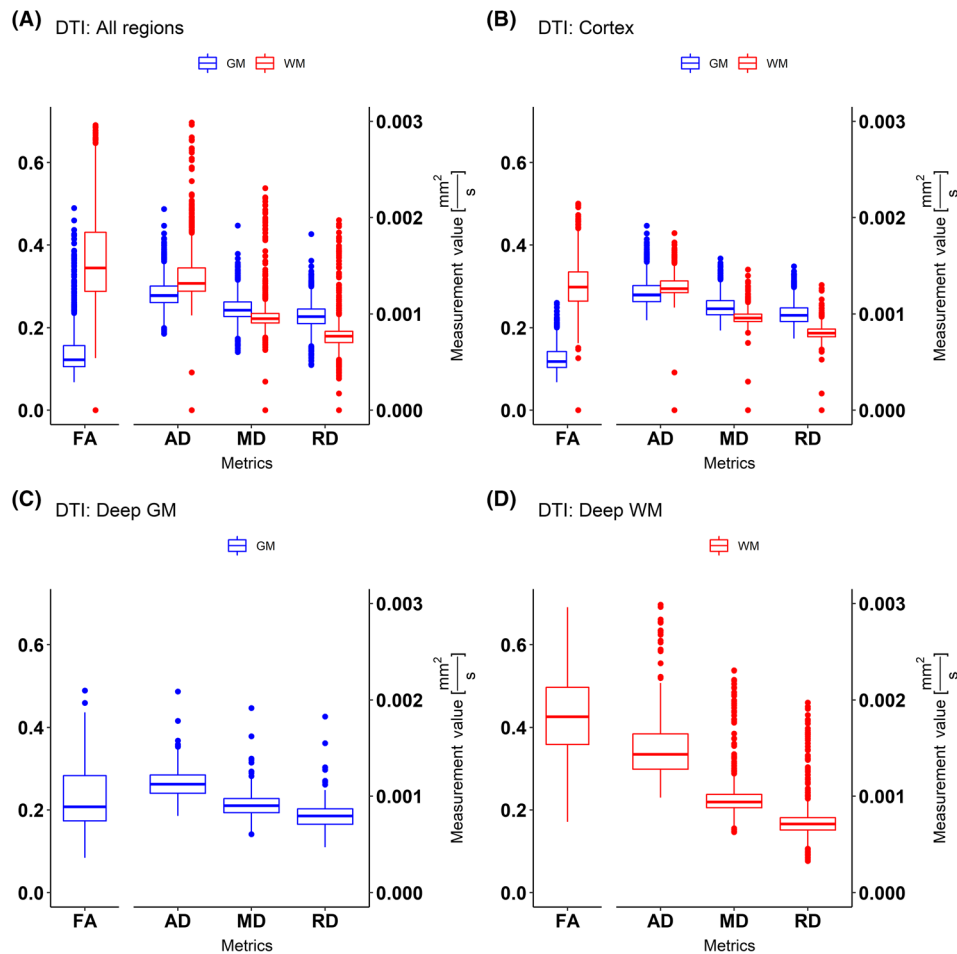 (A) DTI: All regions
GM WM
0.6
0.4
0.2
0.0
0.003
0.002
0.001
0.000
Measurement value [mm²/s]
FA AD MD RD
Metrics
(B) DTI: Cortex
GM WM
0.6
0.4
0.2
0.0
0.003
0.002
0.001
0.000
Measurement value [mm²/s]
FA AD MD RD
Metrics
(C) DTI: Deep GM
GM
0.6
0.4
0.2
0.0
0.003
0.002
0.001
0.000
Measurement value [mm²/s]
FA AD MD RD
Metrics
(D) DTI: Deep WM
WM
0.6
0.4
0.2
0.0
0.003
0.002
0.001
0.000
Measurement value [mm²/s]
FA AD MD RD
Metrics